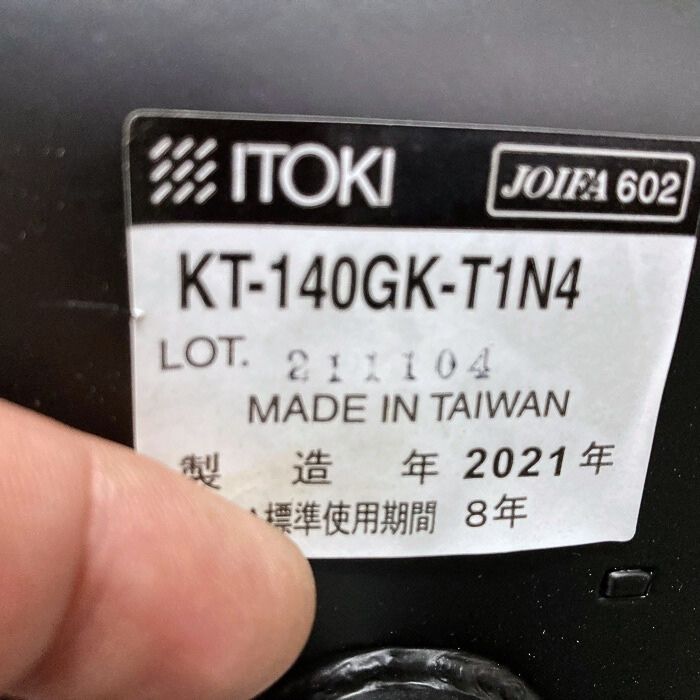 ITOKI JOIFA 602
KT-140GK-T1N4
LOT. 211104
MADE IN TAIWAN
製造年 2021年
標準使用期間 8年